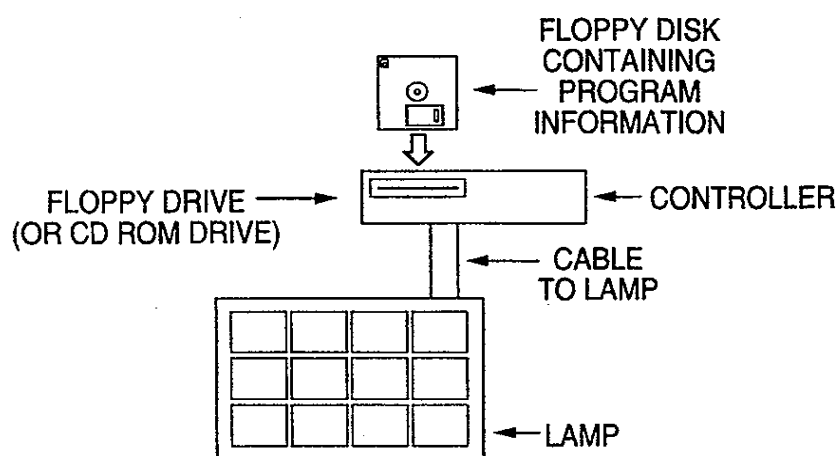 FLOPPY DISK
CONTAINING
PROGRAM
INFORMATION
FLOPPY DRIVE
(OR CD ROM DRIVE)
CONTROLLER
CABLE
TO LAMP
LAMP